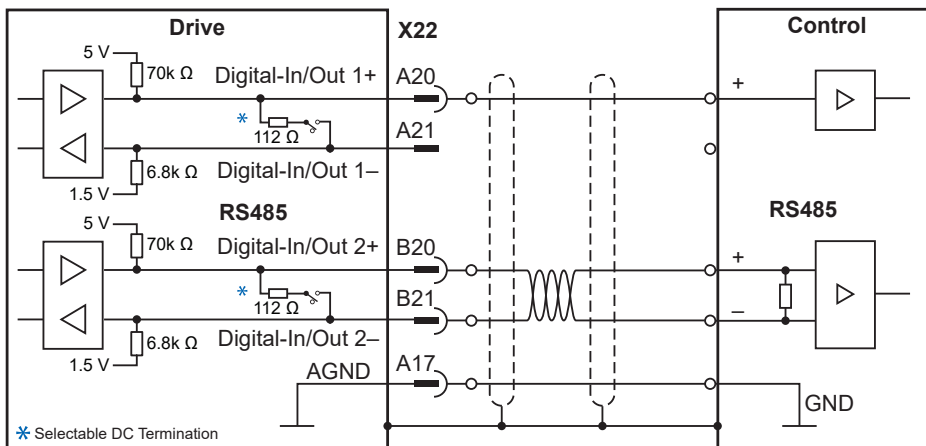 Drive
X22
Control
5 V
70k Ω
Digital-In/Out 1+
A20
+
*
112 Ω
A21
6.8k Ω
Digital-In/Out 1–
1.5 V
RS485
RS485
5 V
70k Ω
Digital-In/Out 2+
B20
+
*
112 Ω
B21
–
6.8k Ω
Digital-In/Out 2–
1.5 V
A17
AGND
GND
* Selectable DC Termination